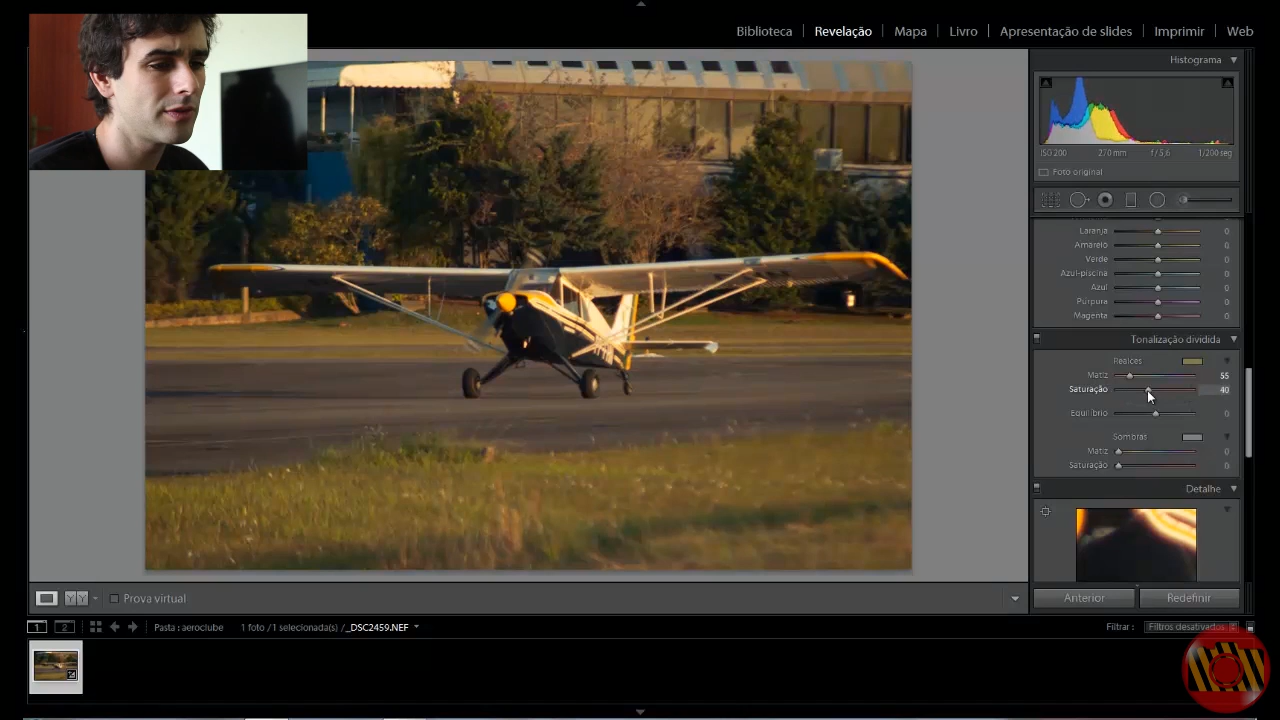 Biblioteca | Revelação | Mapa | Livro | Apresentação de slides | Imprimir | Web
Histograma
ISO 200 270 mm f / 5,6 1/200 seg
Foto original
Laranja 0
Amarelo 0
Verde 0
Azul-piscina 0
Azul 0
Púrpura 0
Magenta 0
Tonalização dividida
Realces
Matiz 55
Saturação 40
Equilíbrio 0
Sombras
Matiz 0
Saturação 0
Detalhe
Y Y Prova virtual
Anterior Redefinir
1 2 Pasta : aeroclube 1 foto /1 selecionada(s) /_DSC2459.NEF Filtrar : Filtros desativados